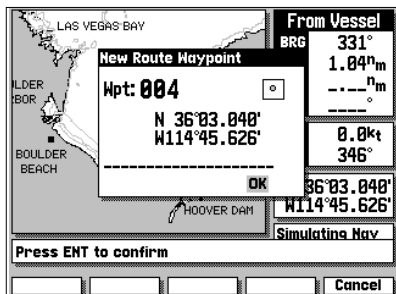 LAS VEGAS BAY
From Vessel
BRG 331°
1.04nm
_._ _nm
_ _ _°
New Route Waypoint
Wpt: 004
N 36°03.040'
W114°45.626'
OK
LDER
BOR
BOULDER
BEACH
HOOVER DAM
0.0kt
346°
36°03.040'
W114°45.626'
Simulating Nav
Press ENT to confirm
Cancel